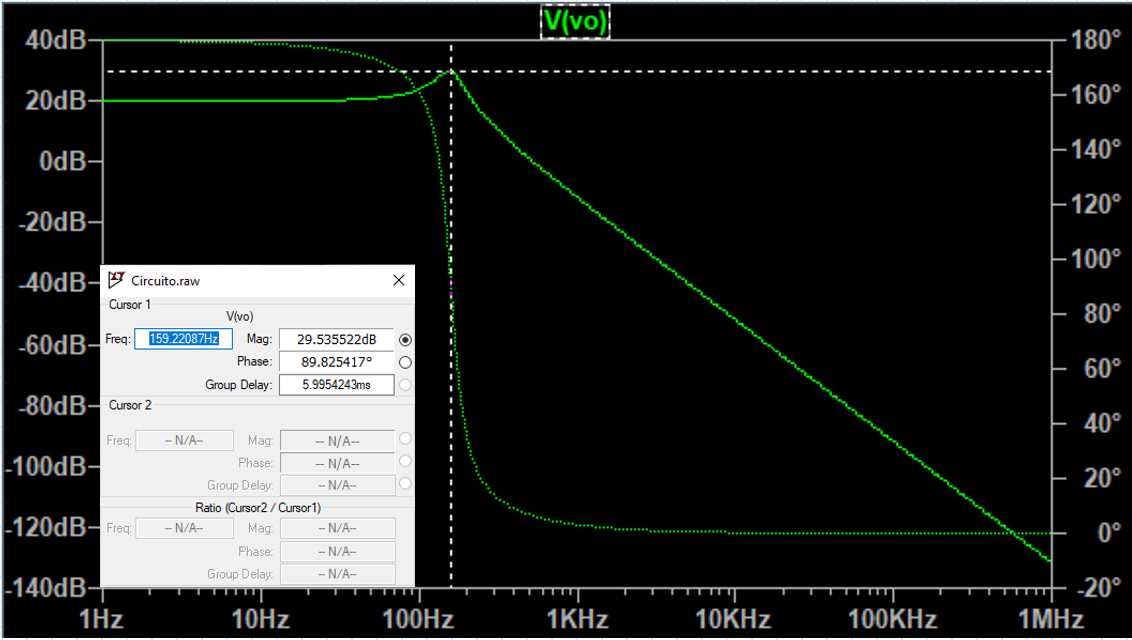 V(vo)
40dB 180°
20dB 160°
0dB 140°
-20dB 120°
-40dB 100°
-60dB 80°
-80dB 60°
-100dB 40°
-120dB 20°
-140dB 0°
-20°
1Hz 10Hz 100Hz 1KHz 10KHz 100KHz 1MHz
Circuito.raw
Cursor 1
V(vo)
Freq: 159.22087Hz Mag: 29.535522dB
Phase: 89.825417°
Group Delay: 5.9954243ms
Cursor 2
Freq: -- N/A-- Mag: -- N/A--
Phase: -- N/A--
Group Delay: -- N/A--
Ratio (Cursor2 / Cursor1)
Freq: -- N/A-- Mag: -- N/A--
Phase: -- N/A--
Group Delay: -- N/A--